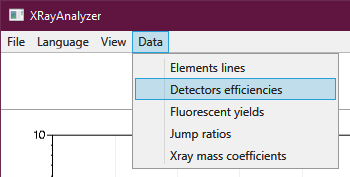 XRayAnalyzer
File Language View Data
Elements lines
Detectors efficiencies
Fluorescent yields
Jump ratios
Xray mass coefficients
10